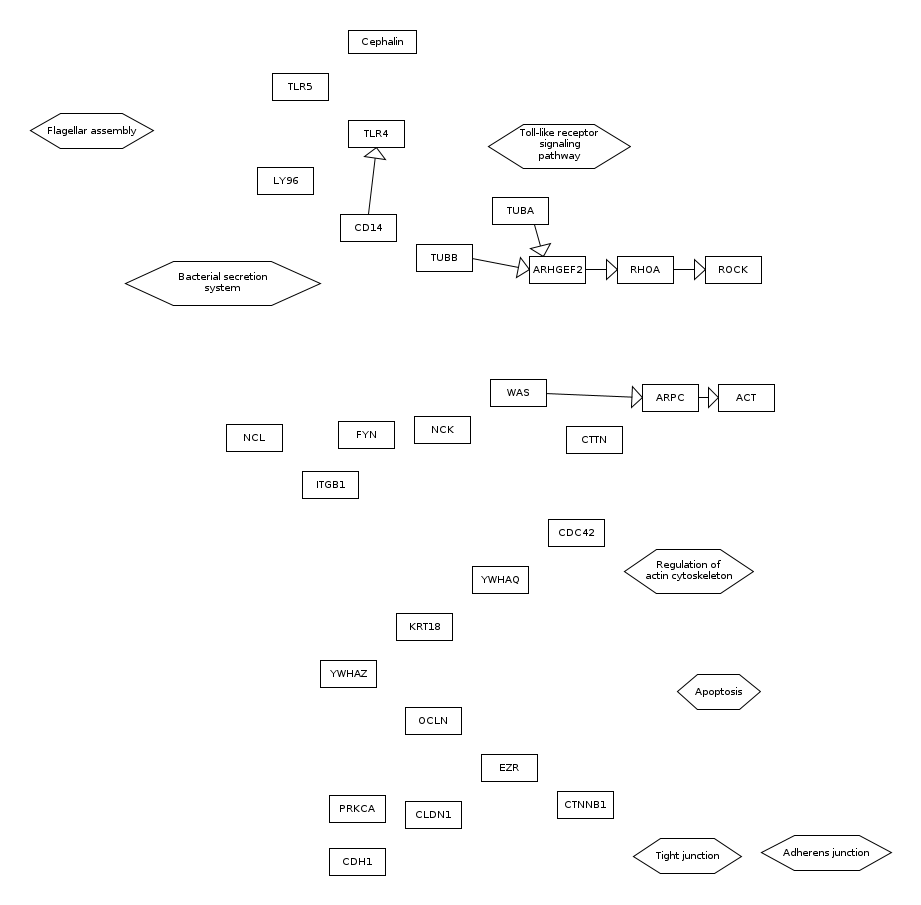 Cephalin
TLR5
Flagellar assembly
TLR4
Toll-like receptor
signaling
pathway
LY96
TUBA
CD14
TUBB
ARHGEF2
RHOA
ROCK
Bacterial secretion
system
WAS
ARPC
ACT
NCL
FYN
NCK
CTTN
ITGB1
CDC42
Regulation of
actin cytoskeleton
YWHAQ
KRT18
YWHAZ
Apoptosis
OCLN
EZR
PRKCA
CLDN1
CTNNB1
Tight junction
Adherens junction
CDH1